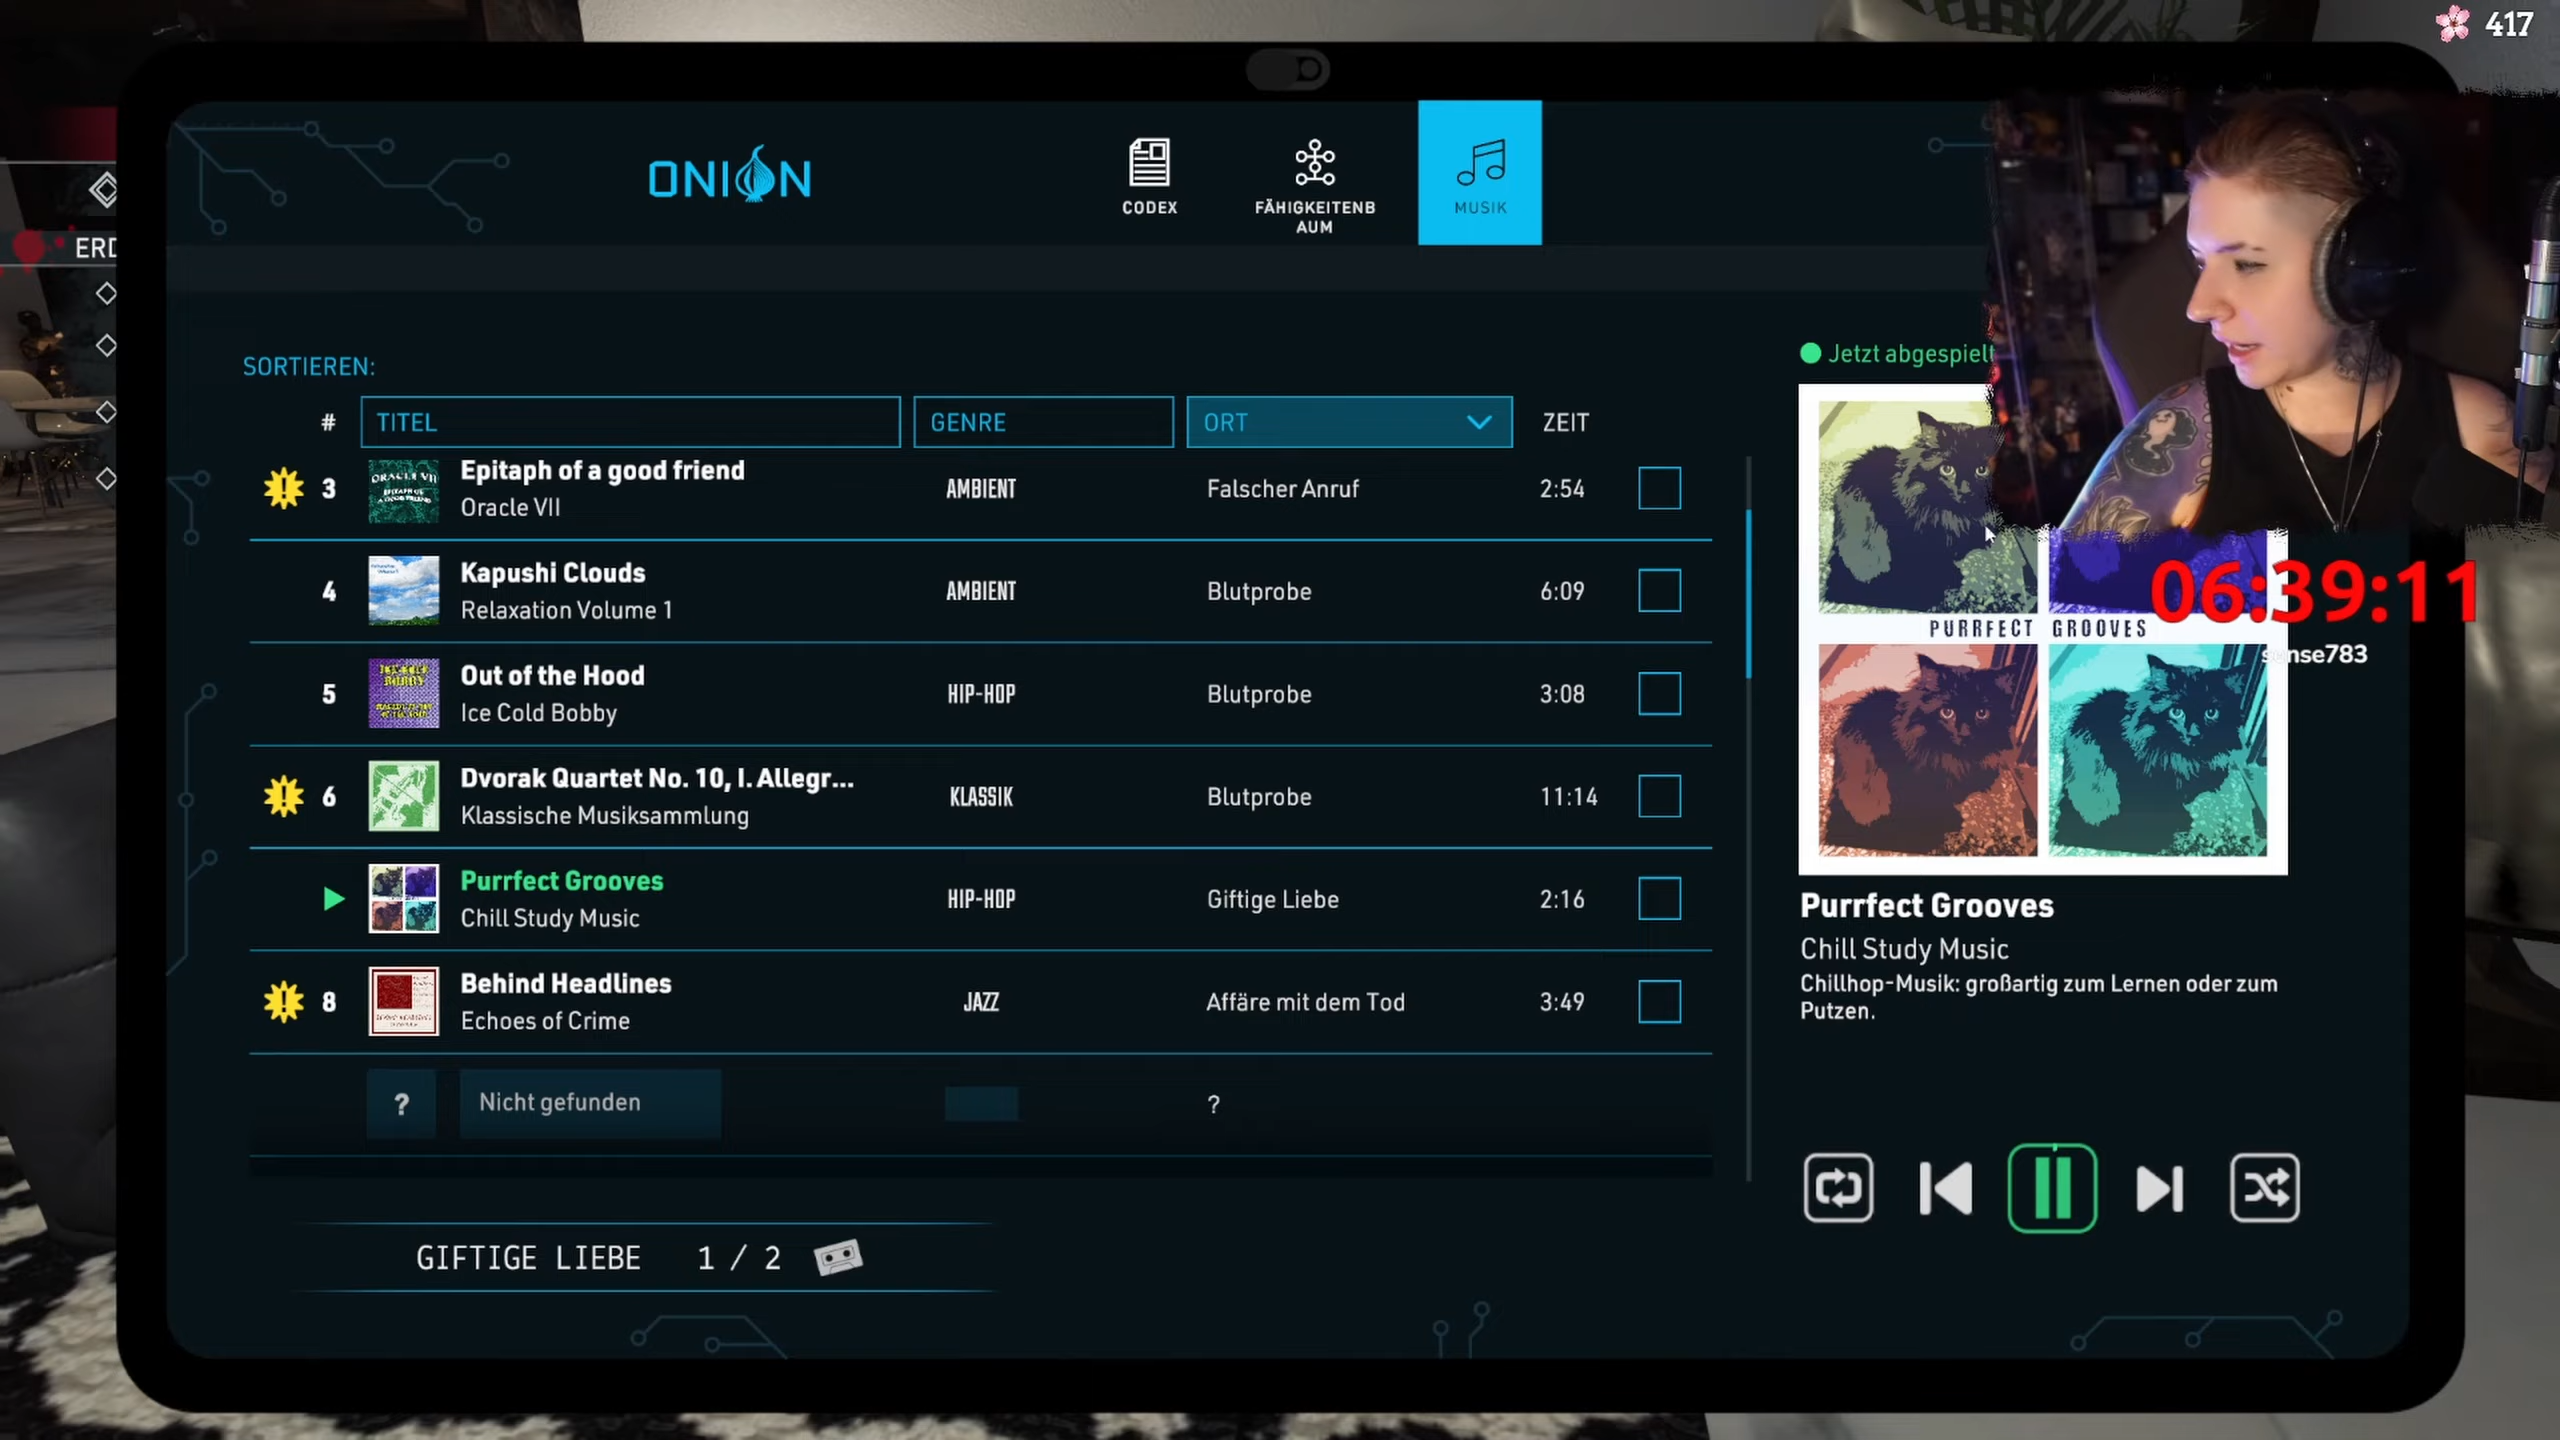 417
ONION
CODEX
FÄHIGKEITENB
AUM
MUSIK
ERD
SORTIEREN:
# TITEL GENRE ORT ZEIT
3 Epitaph of a good friend AMBIENT Falscher Anruf 2:54
Oracle VII
4 Kapushi Clouds AMBIENT Blutprobe 6:09
Relaxation Volume 1
5 Out of the Hood HIP-HOP Blutprobe 3:08
Ice Cold Bobby
6 Dvorak Quartet No. 10, I. Allegr... KLASSIK Blutprobe 11:14
Klassische Musiksammlung
Purrfect Grooves HIP-HOP Giftige Liebe 2:16
Chill Study Music
8 Behind Headlines JAZZ Affäre mit dem Tod 3:49
Echoes of Crime
? Nicht gefunden ?
GIFTIGE LIEBE 1 / 2
Jetzt abgespielt
06:39:11
PURRFECT GROOVES
Purrfect Grooves
Chill Study Music
Chillhop-Musik: großartig zum Lernen oder zum
Putzen.